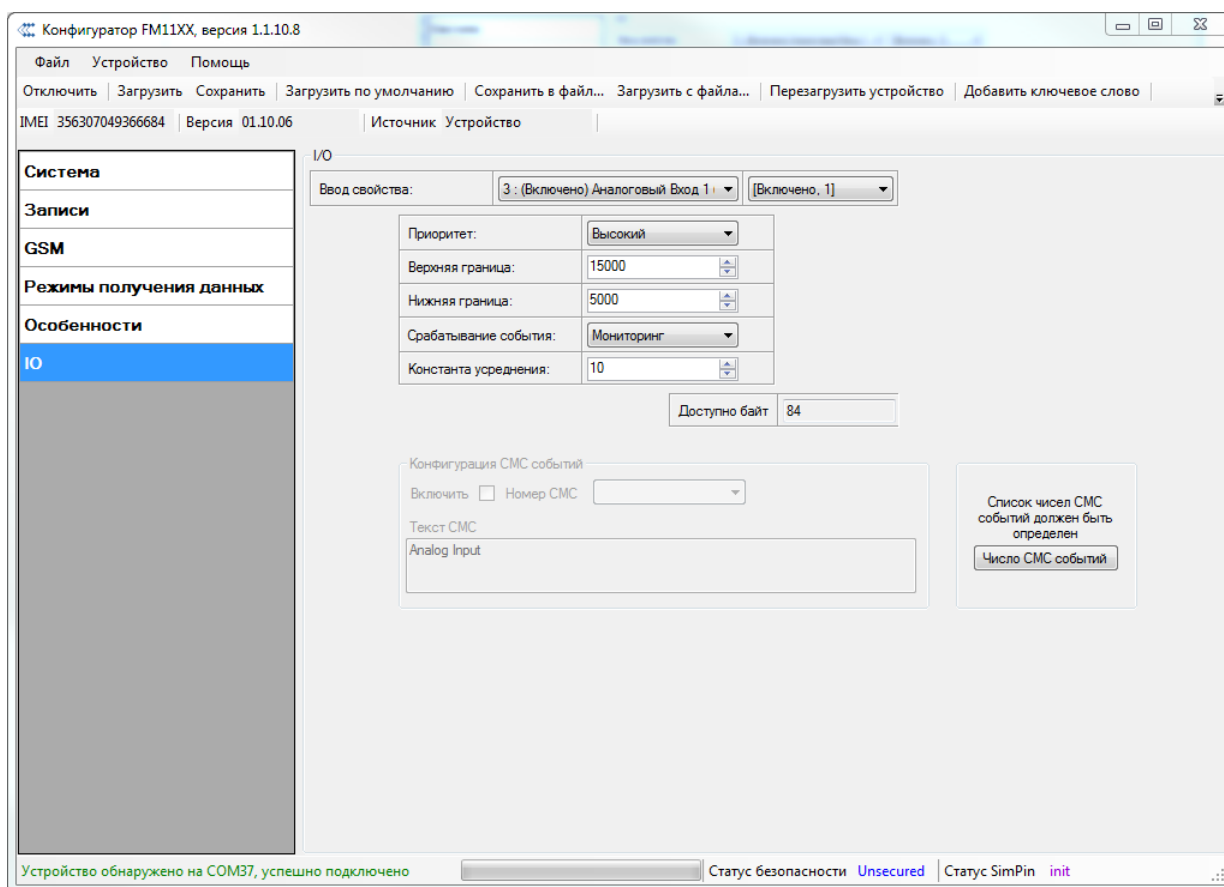 Конфигуратор FM11XX, версия 1.1.10.8
Файл Устройство Помощь
Отключить Загрузить Сохранить Загрузить по умолчанию Сохранить в файл... Загрузить с файла... Перезагрузить устройство Добавить ключевое слово
IMEI 356307049366684 Версия 01.10.06 Источник Устройство
Система
Записи
GSM
Режимы получения данных
Особенности
IO
I/O
Ввод свойства: 3 : (Включено) Аналоговый Вход 1 [Включено, 1]
Приоритет: Высокий
Верхняя граница: 15000
Нижняя граница: 5000
Срабатывание события: Мониторинг
Константа усреднения: 10
Доступно байт 84
Конфигурация СМС событий
Включить Номер СМС
Текст СМС
Analog Input
Список чисел СМС
событий должен быть
определен
Число СМС событий
Устройство обнаружено на COM37, успешно подключено Статус безопасности Unsecured Статус SimPin init